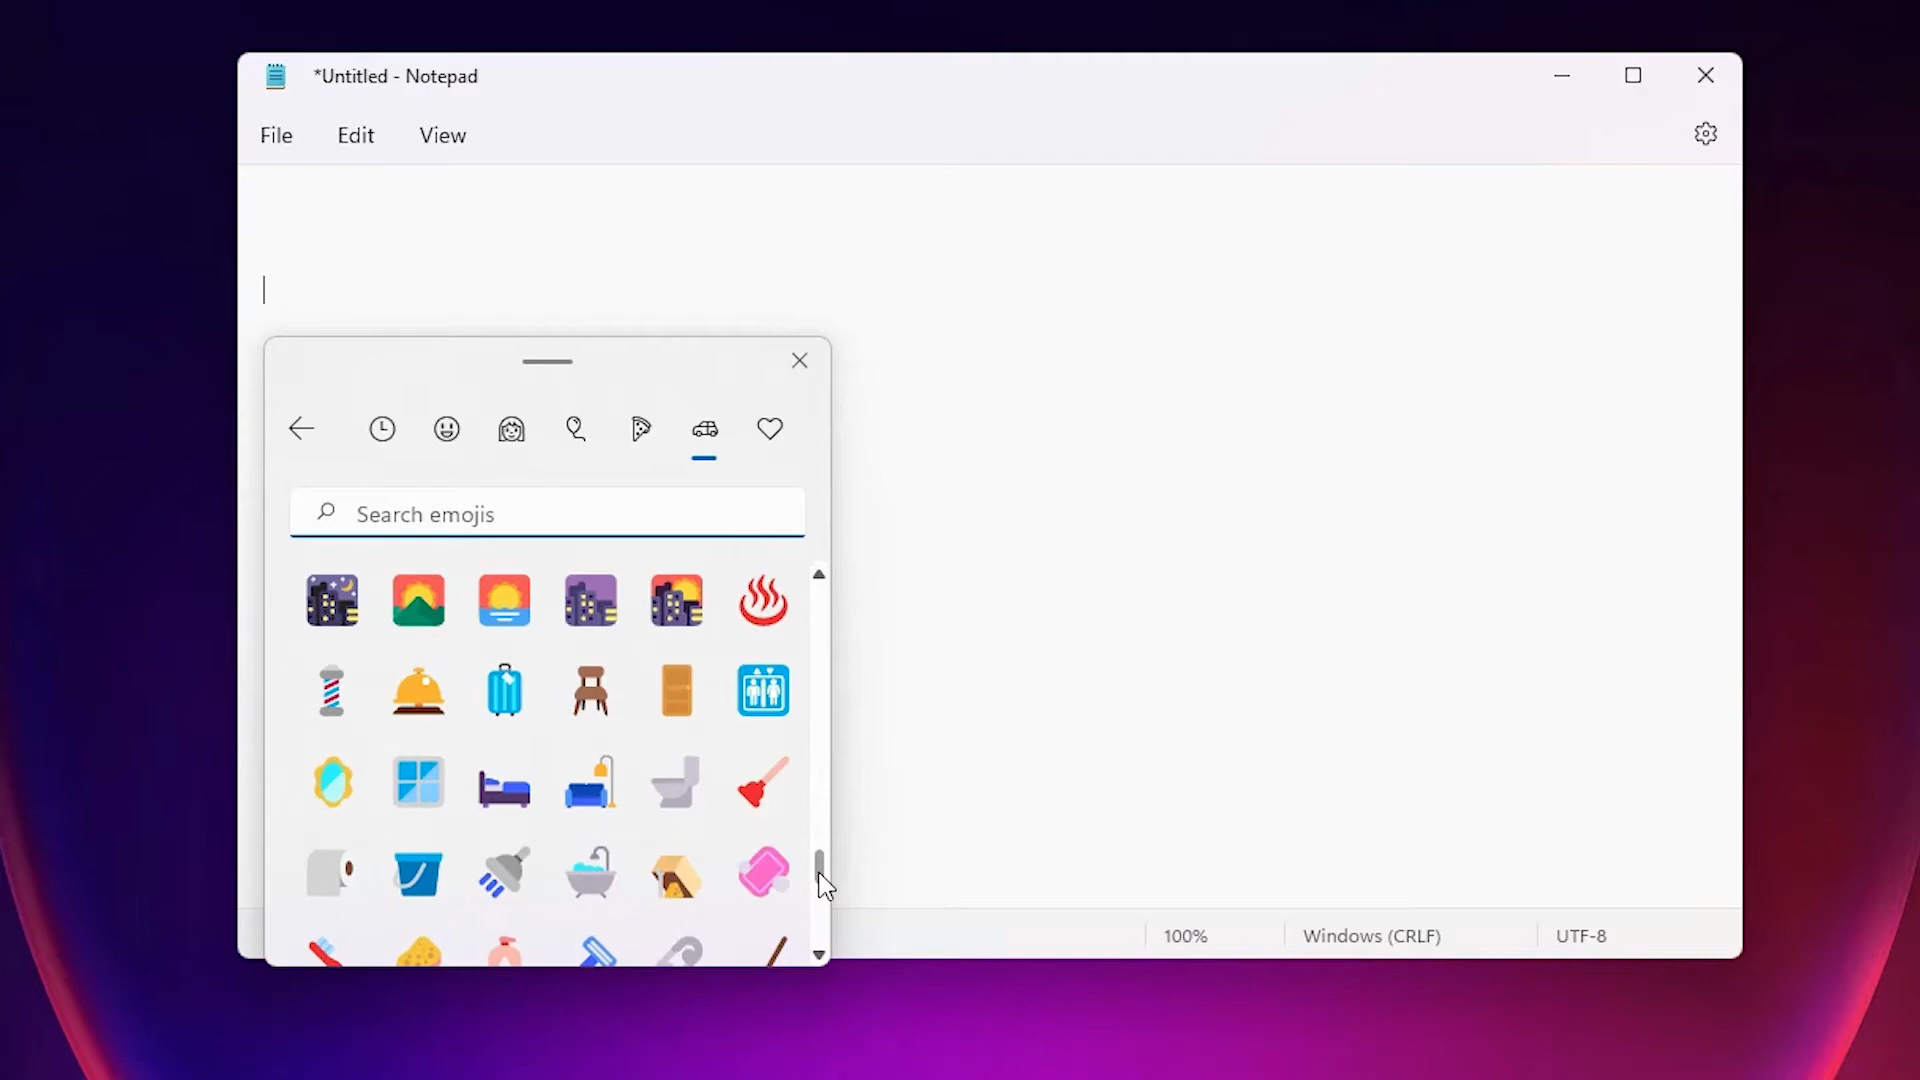 *Untitled - Notepad
File Edit View
Search emojis
100% Windows (CRLF) UTF-8